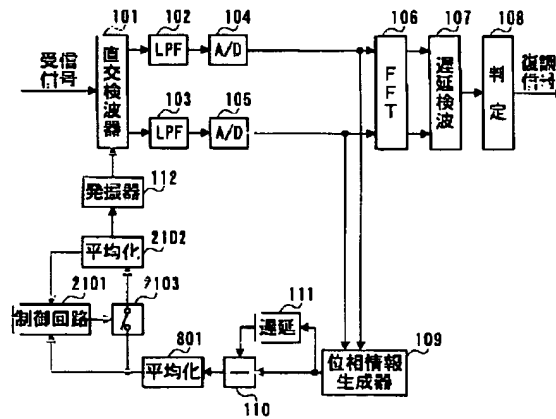 101
102
104
106
107
108
受信
信号
直交検波器
LPF
A/D
FFT
遅延検波
判定
復調
信号
103
105
LPF
A/D
112
発振器
2102
平均化
2101
2103
制御回路
111
遅延
801
平均化
110
位相情報
生成器
109